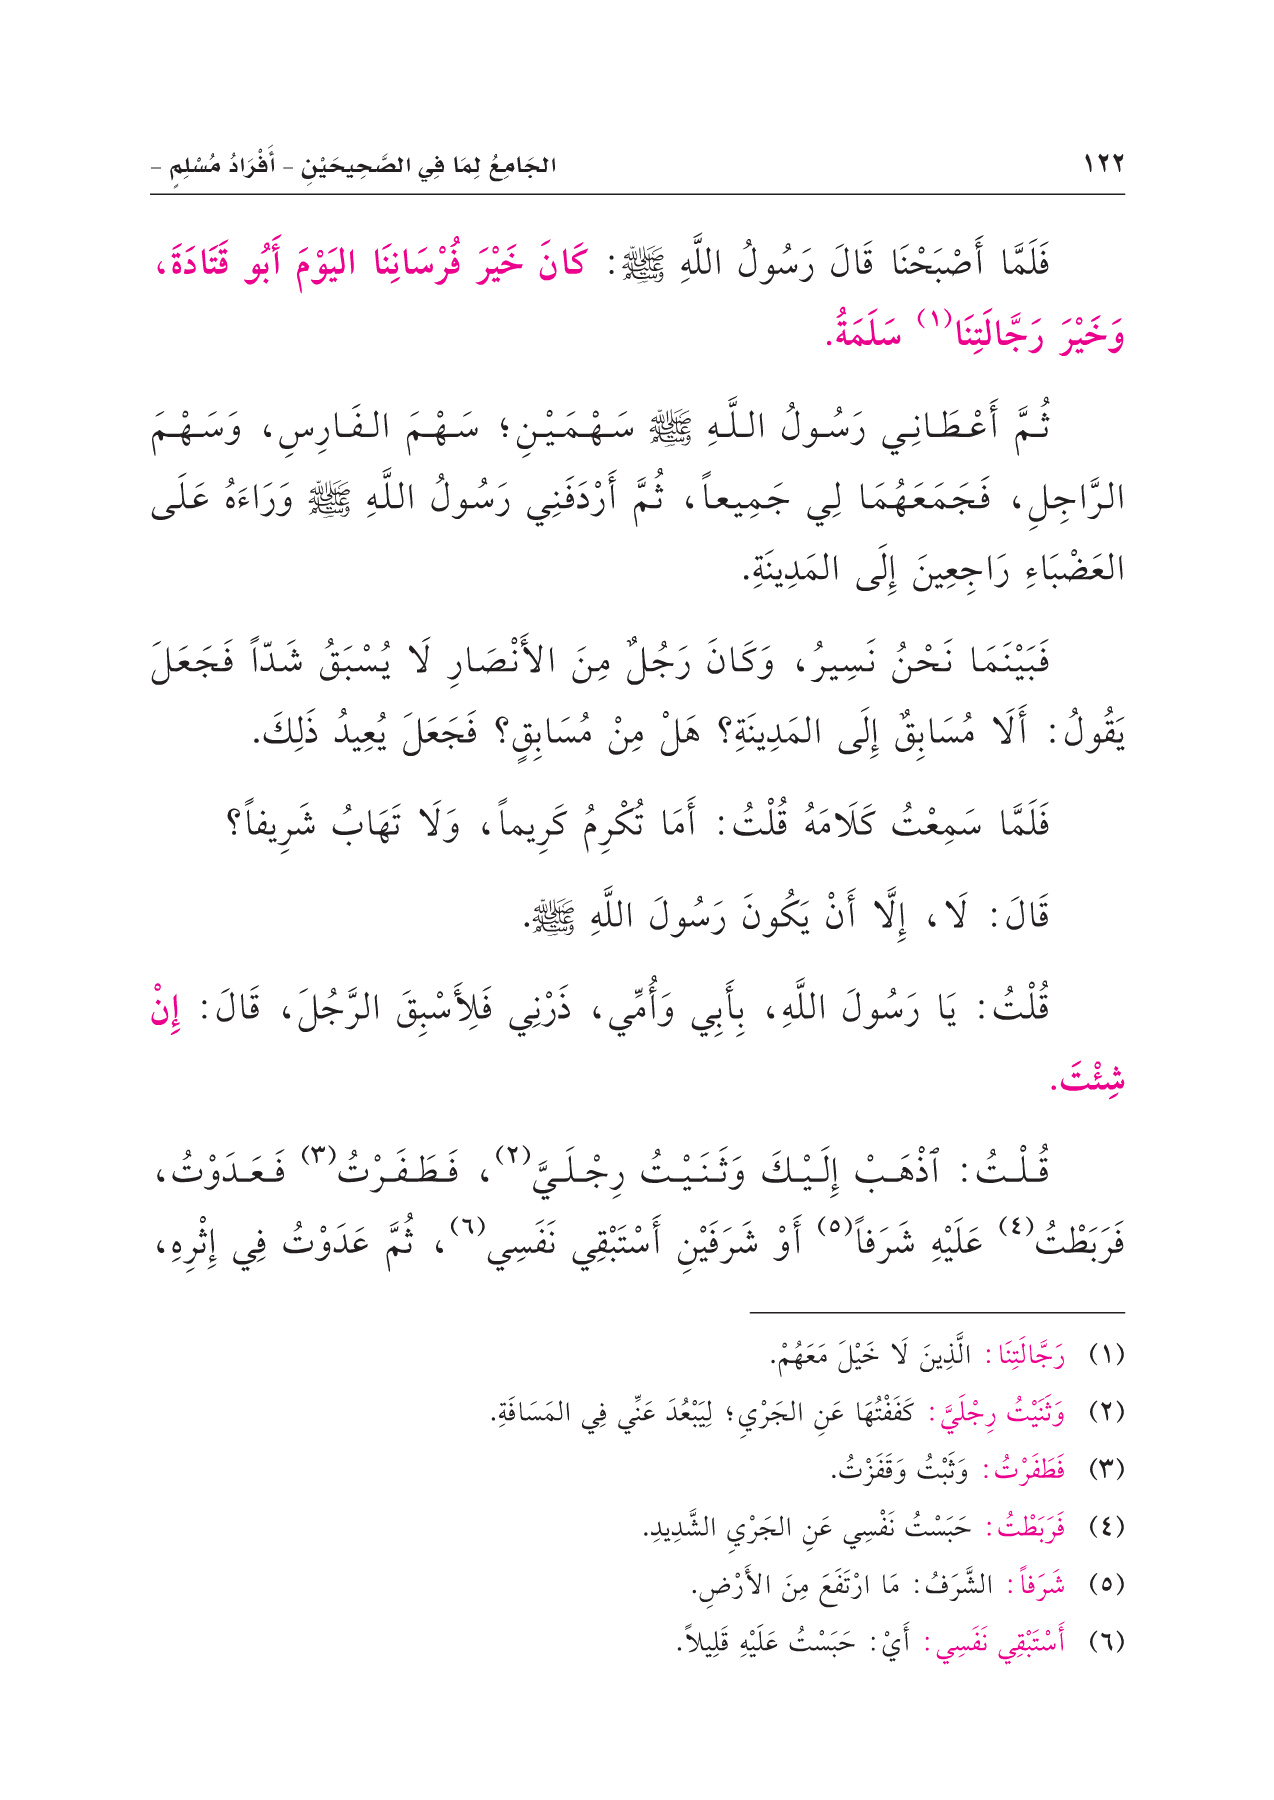 ١٢٢
الجَامِعُ لِمَا فِي الصَّحِيحَيْنِ - أَفْرَادُ مُسْلِمٍ -
فَلَمَّا أَصْبَحْنَا قَالَ رَسُولُ اللَّهِ ﷺ: كَانَ خَيْرَ فُرْسَانِنَا اليَوْمَ أَبُو قَتَادَةَ،
وَخَيْرَ رَجَّالَتِنَا(١) سَلَمَةُ.
ثُمَّ أَعْطَانِي رَسُولُ اللَّهِ ﷺ سَهْمَيْنِ؛ سَهْمَ الفَارِسِ، وَسَهْمَ
الرَّاجِلِ، فَجَمَعَهُمَا لِي جَمِيعاً، ثُمَّ أَرْدَفَنِي رَسُولُ اللَّهِ ﷺ وَرَاءَهُ عَلَى
العَضْبَاءِ رَاجِعِينَ إِلَى المَدِينَةِ.
فَبَيْنَمَا نَحْنُ نَسِيرُ، وَكَانَ رَجُلٌ مِنَ الأَنْصَارِ لَا يُسْبَقُ شَدّاً فَجَعَلَ
يَقُولُ: أَلَا مُسَابِقٌ إِلَى المَدِينَةِ؟ هَلْ مِنْ مُسَابِقٍ؟ فَجَعَلَ يُعِيدُ ذَلِكَ.
فَلَمَّا سَمِعْتُ كَلَامَهُ قُلْتُ: أَمَا تُكْرِمُ كَرِيماً، وَلَا تَهَابُ شَرِيفاً؟
قَالَ: لَا، إِلَّا أَنْ يَكُونَ رَسُولَ اللَّهِ ﷺ.
قُلْتُ: يَا رَسُولَ اللَّهِ، بِأَبِي وَأُمِّي، ذَرْنِي فَلِأَسْبِقَ الرَّجُلَ، قَالَ: إِنْ
شِئْتَ.
قُلْتُ: ٱذْهَبْ إِلَيْكَ وَثَنَيْتُ رِجْلَيَّ(٢)، فَطَفَرْتُ(٣) فَعَدَوْتُ،
فَرَبَطْتُ(٤) عَلَيْهِ شَرَفاً(٥) أَوْ شَرَفَيْنِ أَسْتَبْقِي نَفَسِي(٦)، ثُمَّ عَدَوْتُ فِي إِثْرِهِ،
(١) رَجَّالَتِنَا: الَّذِينَ لَا خَيْلَ مَعَهُمْ.
(٢) وَثَنَيْتُ رِجْلَيَّ: كَفَفْتُهَا عَنِ الجَرْيِ؛ لِيَبْعُدَ عَنِّي فِي المَسَافَةِ.
(٣) فَطَفَرْتُ: وَثَبْتُ وَقَفَزْتُ.
(٤) فَرَبَطْتُ: حَبَسْتُ نَفْسِي عَنِ الجَرْيِ الشَّدِيدِ.
(٥) شَرَفاً: الشَّرَفُ: مَا ارْتَفَعَ مِنَ الأَرْضِ.
(٦) أَسْتَبْقِي نَفَسِي: أَيْ: حَبَسْتُ عَلَيْهِ قَلِيلاً.